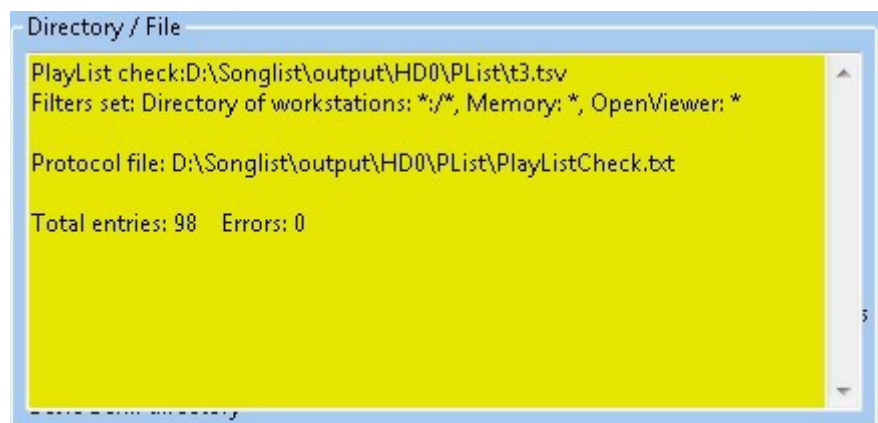 Directory / File
PlayList check:D:\Songlist\output\HD0\PList\t3.tsv
Filters set: Directory of workstations: *:/*, Memory: *, OpenViewer: *
Protocol file: D:\Songlist\output\HD0\PList\PlayListCheck.txt
Total entries: 98 Errors: 0